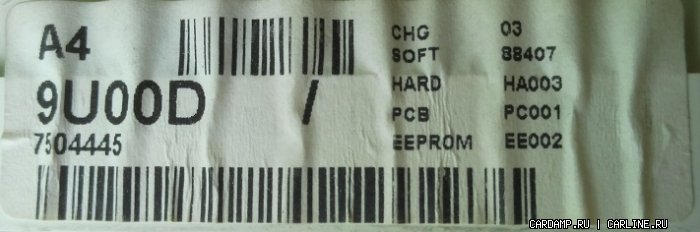 A4
9U00D /
7504445
CHG 03
SOFT 88407
HARD HA003
PCB PC001
EEPROM EE002
CARDAMP.RU | CARLINE.RU